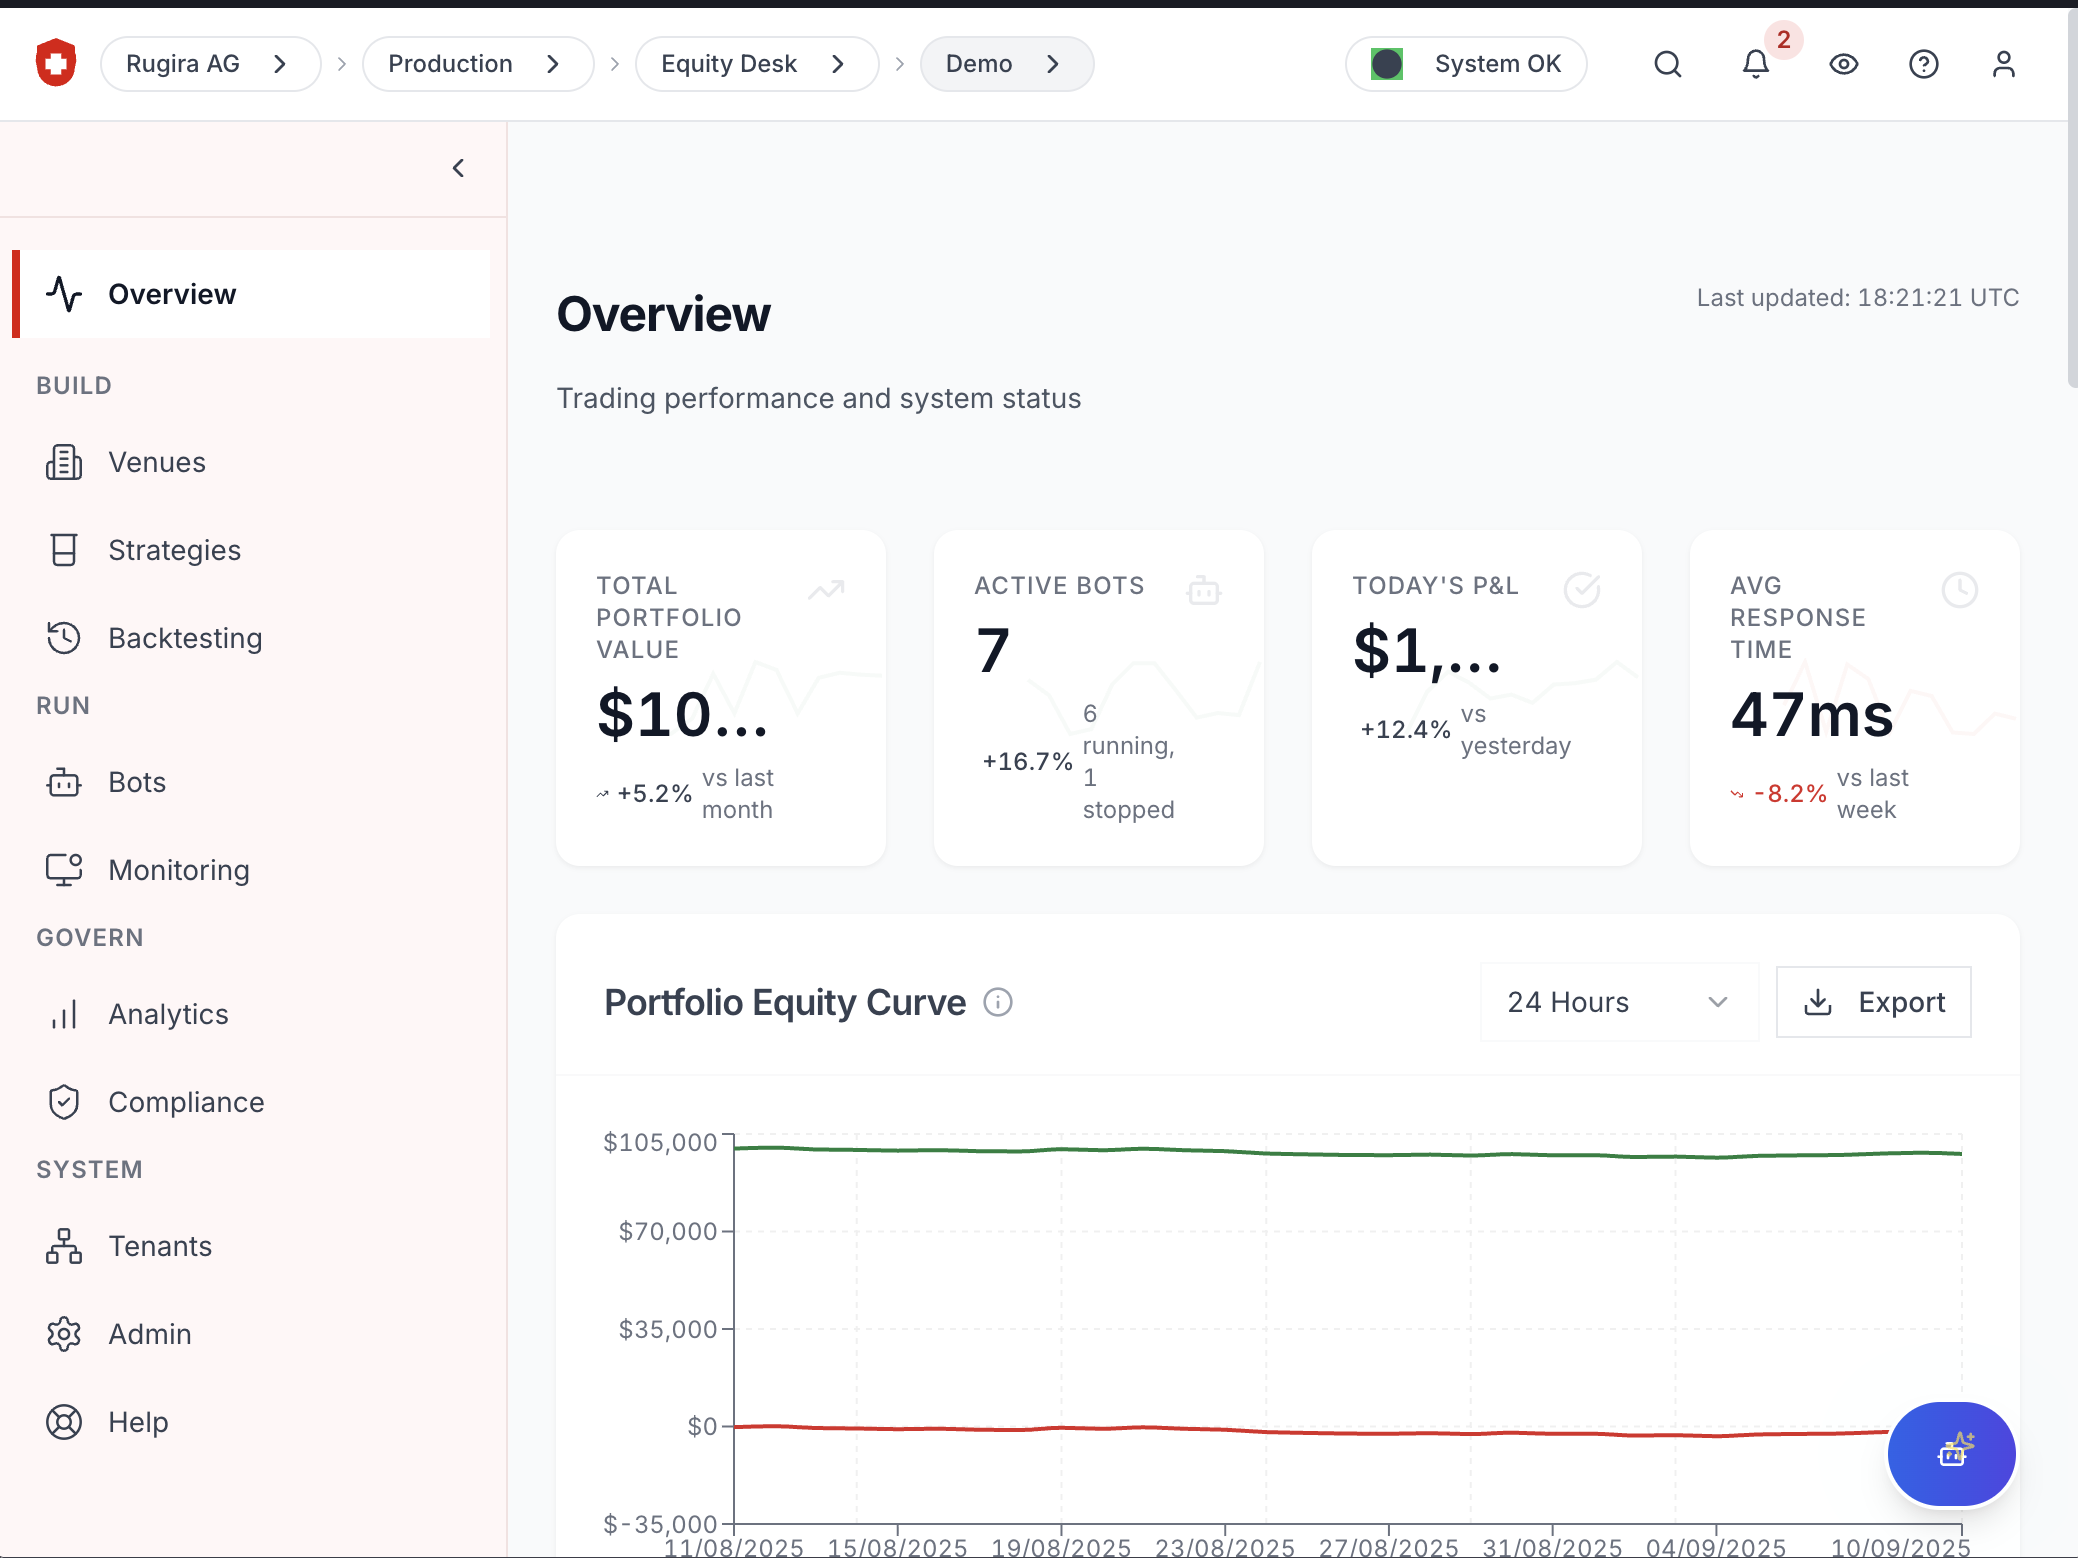 Rugira AG
Production
Equity Desk
Demo
System OK
2
Overview
BUILD
Venues
Strategies
Backtesting
RUN
Bots
Monitoring
GOVERN
Analytics
Compliance
SYSTEM
Tenants
Admin
Help
Overview
Last updated: 18:21:21 UTC
Trading performance and system status
TOTAL
PORTFOLIO
VALUE
$10...
+5.2% vs last
month
ACTIVE BOTS
7
+16.7% 6
running,
1
stopped
TODAY'S P&L
$1,...
+12.4% vs
yesterday
AVG
RESPONSE
TIME
47ms
-8.2% vs last
week
Portfolio Equity Curve
24 Hours
Export
$105,000
$70,000
$35,000
$0
$-35,000
11/08/2025 15/08/2025 19/08/2025 23/08/2025 27/08/2025 31/08/2025 04/09/2025 10/09/2025